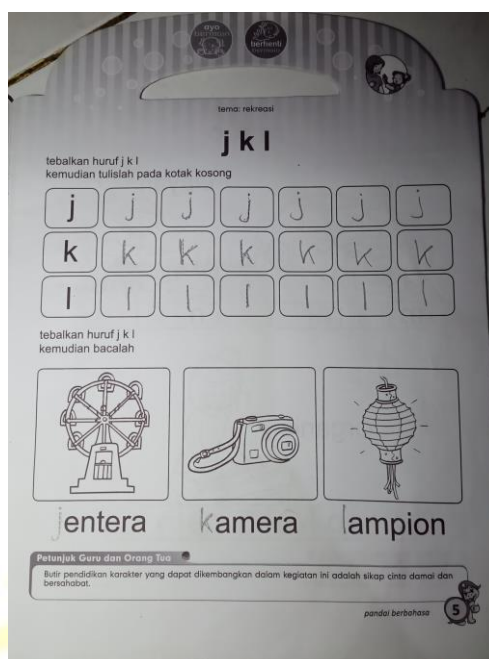 ayo
bermain
berhenti
tema: rekreasi
j k l
tebalkan huruf j k l
kemudian tulislah pada kotak kosong
j j j j j j j
k k k k k k k
l l l l l l l
tebalkan huruf j k l
kemudian bacalah
jentera kamera lampion
Petunjuk Guru dan Orang Tua
Butir pendidikan karakter yang dapat dikembangkan dalam kegiatan ini adalah sikap cinta damai dan
bersahabat.
pandai berbahasa 5